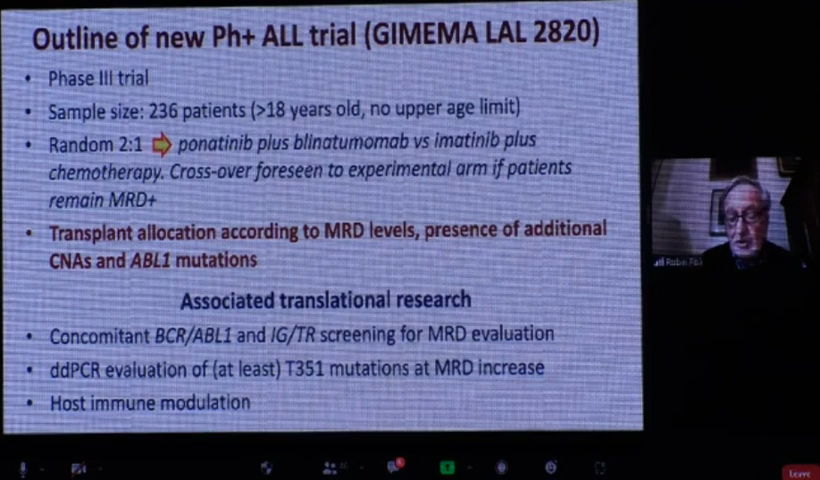 Outline of new Ph+ ALL trial (GIMEMA LAL 2820)
• Phase III trial
• Sample size: 236 patients (>18 years old, no upper age limit)
• Random 2:1 ⇨ ponatinib plus blinatumomab vs imatinib plus
chemotherapy. Cross-over foreseen to experimental arm if patients
remain MRD+
• Transplant allocation according to MRD levels, presence of additional
CNAs and ABL1 mutations
Associated translational research
• Concomitant BCR/ABL1 and IG/TR screening for MRD evaluation
• ddPCR evaluation of (at least) T351 mutations at MRD increase
• Host immune modulation
Leave